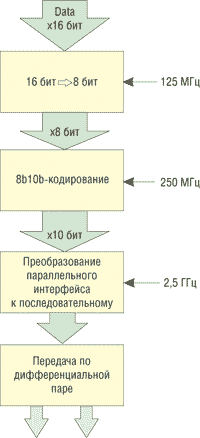 Data
x16 бит
16 бит ⇨ 8 бит
125 МГц
x8 бит
8b10b-кодирование
250 МГц
x10 бит
Преобразование
параллельного
интерфейса
к последовательному
2,5 ГГц
Передача по
дифференциальной
паре